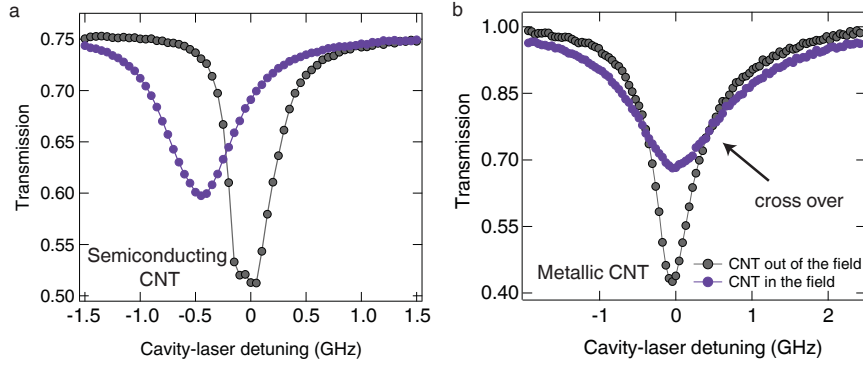 a
0.75
0.70
0.65
0.60
0.55
0.50
Transmission
Semiconducting
CNT
-1.5 -1.0 -0.5 0 0.5 1.0 1.5
Cavity-laser detuning (GHz)
b
1.00
0.85
0.70
0.55
0.40
Transmission
cross over
Metallic CNT
CNT out of the field
CNT in the field
-1 0 1 2
Cavity-laser detuning (GHz)